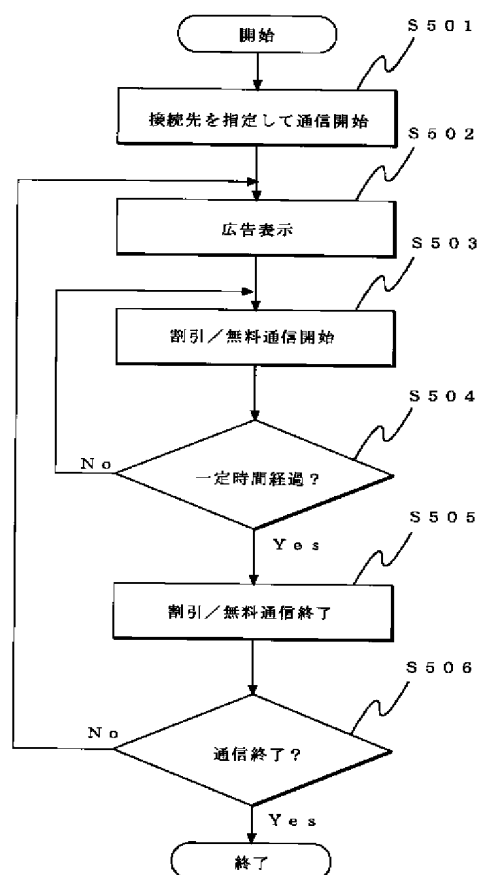 開始
S501
接続先を指定して通信開始
S502
広告表示
S503
割引／無料通信開始
S504
一定時間経過？
No
Yes
S505
割引／無料通信終了
S506
通信終了？
No
Yes
終了